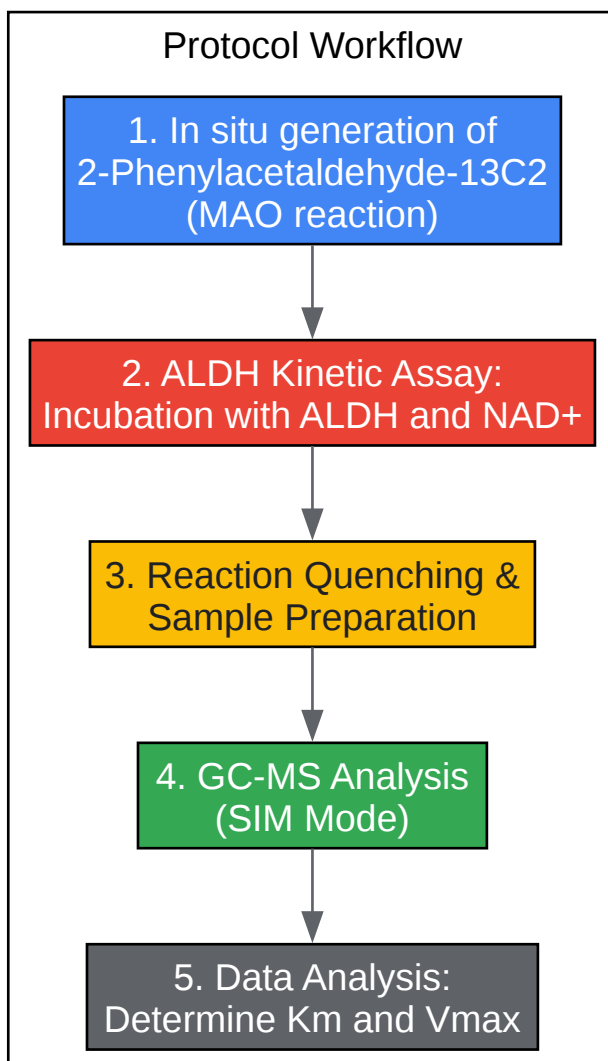 Protocol Workflow
1. In situ generation of
2-Phenylacetaldehyde-13C2
(MAO reaction)
2. ALDH Kinetic Assay:
Incubation with ALDH and NAD+
3. Reaction Quenching &
Sample Preparation
4. GC-MS Analysis
(SIM Mode)
5. Data Analysis:
Determine Km and Vmax